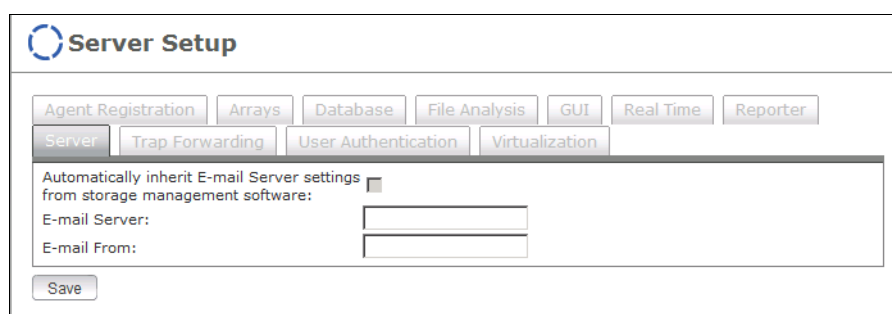 Server Setup
Agent Registration Arrays Database File Analysis GUI Real Time Reporter
Server Trap Forwarding User Authentication Virtualization
Automatically inherit E-mail Server settings
from storage management software:
E-mail Server:
E-mail From:
Save